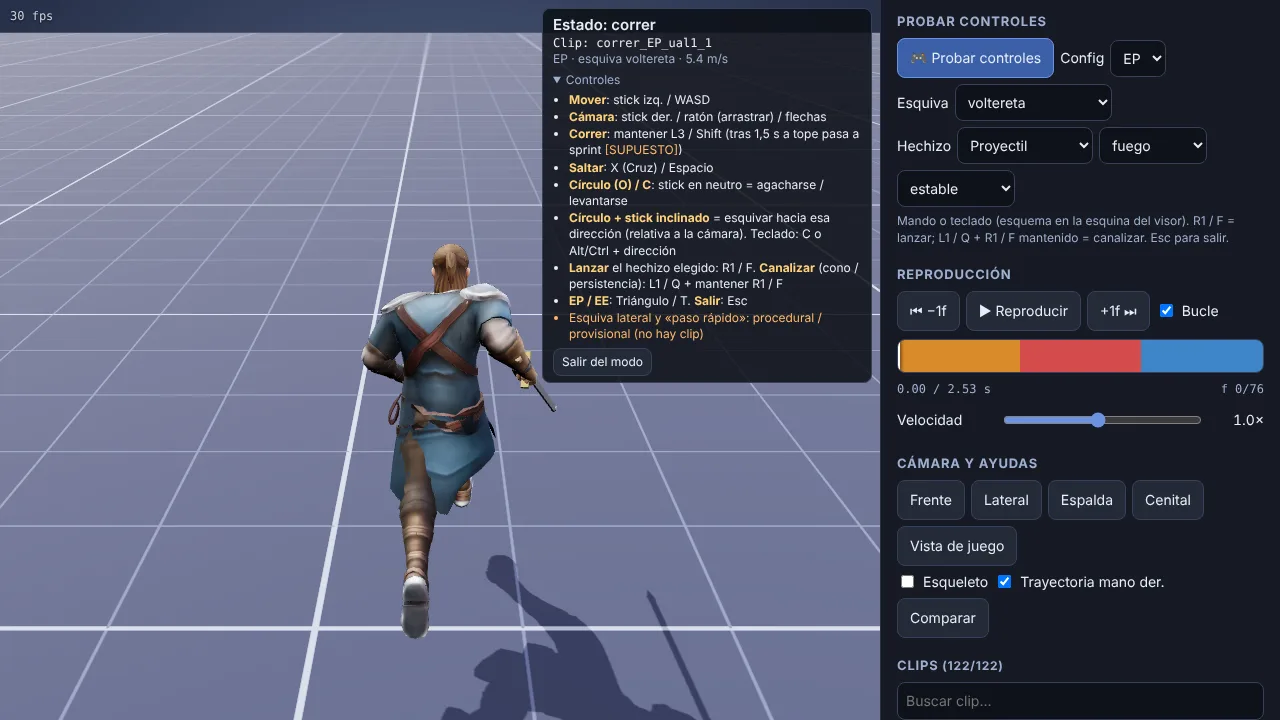 30 fps
Estado: correr
Clip: correr_EP_ual1_1
EP · esquiva voltereta · 5.4 m/s
▼ Controles
• Mover: stick izq. / WASD
• Cámara: stick der. / ratón (arrastrar) / flechas
• Correr: mantener L3 / Shift (tras 1,5 s a tope pasa a
sprint [SUPUESTO])
• Saltar: X (Cruz) / Espacio
• Círculo (O) / C: stick en neutro = agacharse /
levantarse
• Círculo + stick inclinado = esquivar hacia esa
dirección (relativa a la cámara). Teclado: C o
Alt/Ctrl + dirección
• Lanzar el hechizo elegido: R1 / F. Canalizar (cono /
persistencia): L1 / Q + mantener R1 / F
• EP / EE: Triángulo / T. Salir: Esc
• Esquiva lateral y «paso rápido»: procedural /
provisional (no hay clip)
Salir del modo
PROBAR CONTROLES
🎮 Probar controles Config EP
Esquiva voltereta
Hechizo Proyectil fuego
estable
Mando o teclado (esquema en la esquina del visor). R1 / F =
lanzar; L1 / Q + R1 / F mantenido = canalizar. Esc para salir.
REPRODUCCIÓN
⏮ −1f ▶ Reproducir +1f ⏭ Bucle
0.00 / 2.53 s f 0/76
Velocidad 1.0×
CÁMARA Y AYUDAS
Frente Lateral Espalda Cenital
Vista de juego
Esqueleto Trayectoria mano der.
Comparar
CLIPS (122/122)
Buscar clip...